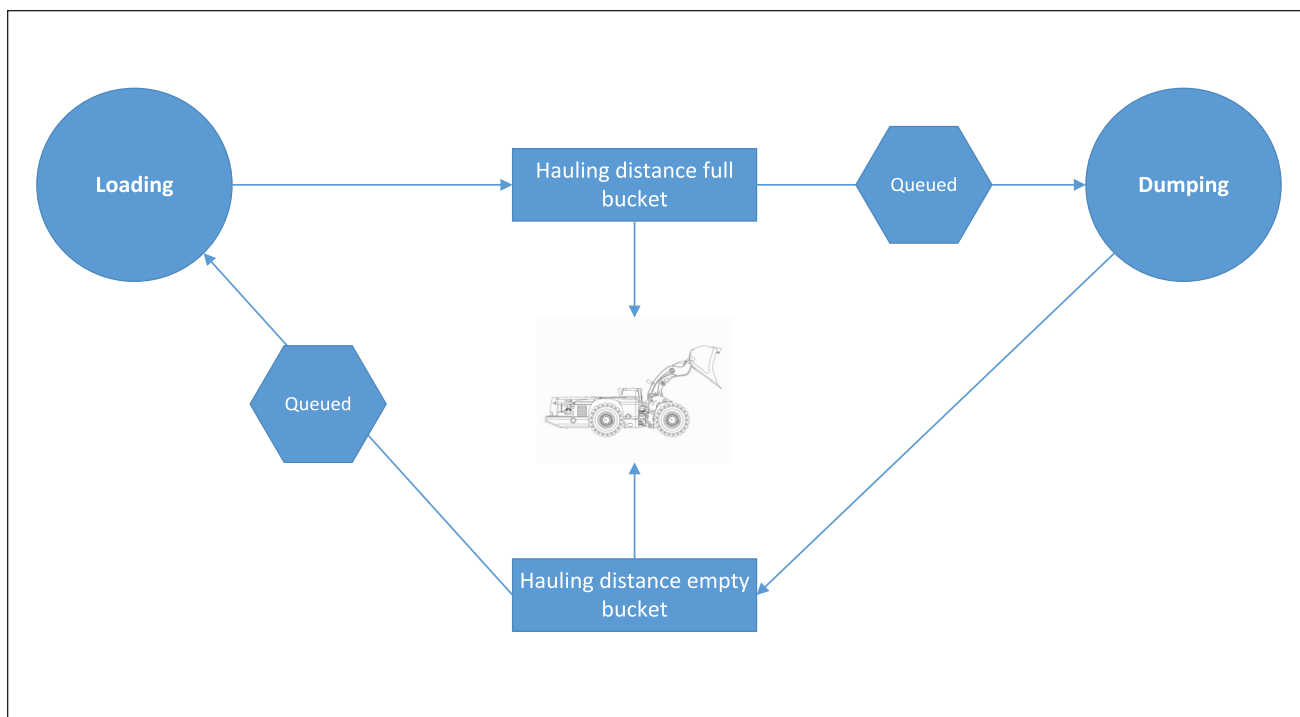 Loading
Hauling distance full
bucket
Queued
Dumping
Queued
Hauling distance empty
bucket